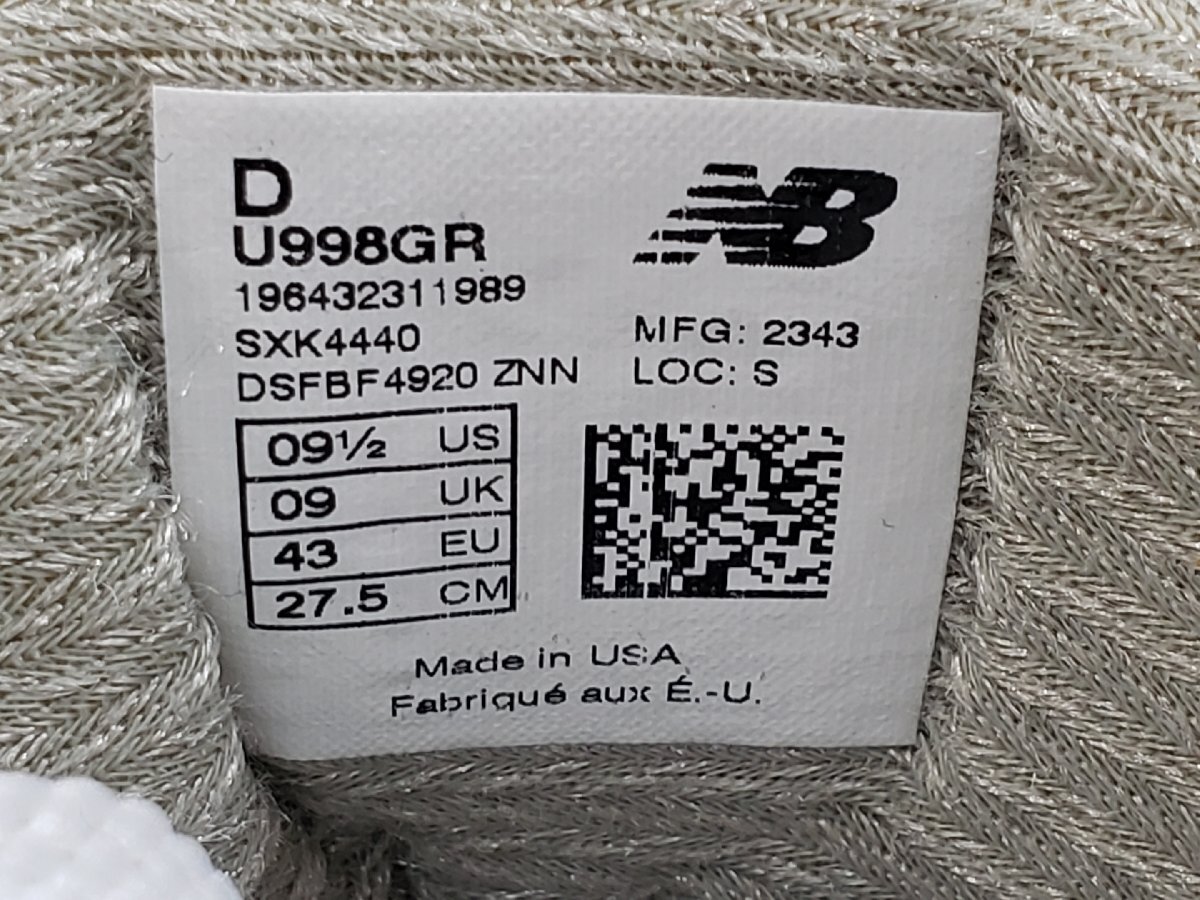 D
U998GR
196432311989
SXK4440
DSFBF4920 ZNN
NB
MFG: 2343
LOC: S
09½ US
09 UK
43 EU
27.5 CM
Made in USA
Fabriqué aux É.-U.